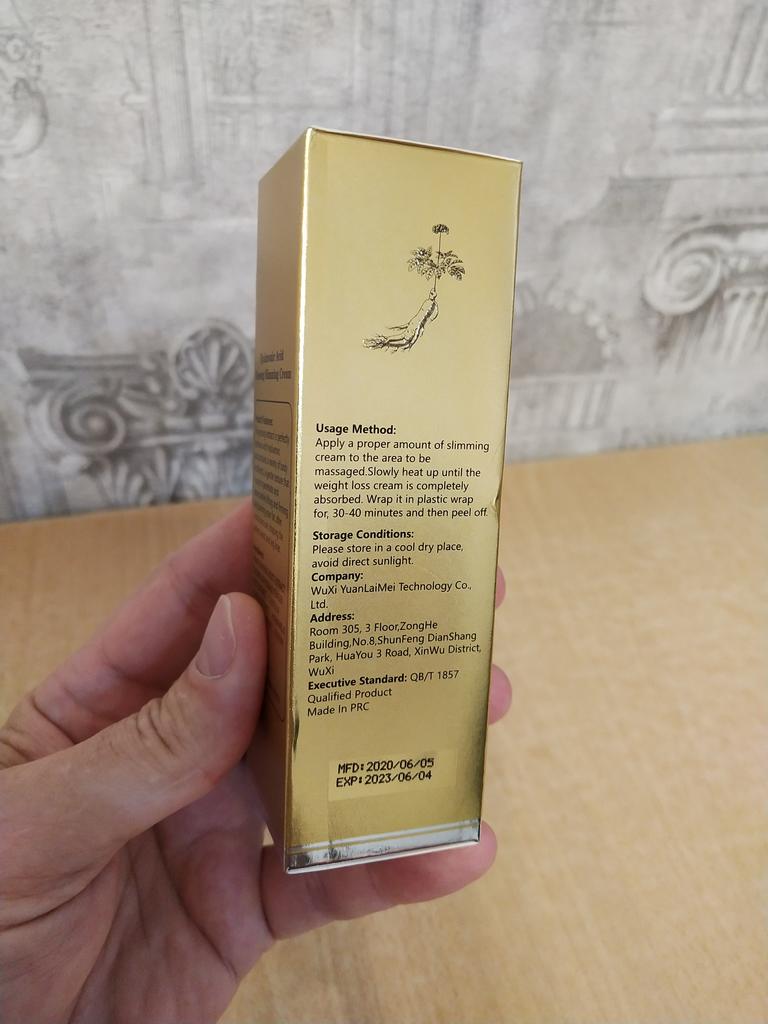 Acid
Slimming Cream
Usage Method:
Apply a proper amount of slimming
cream to the area to be
massaged.Slowly heat up until the
weight loss cream is completely
absorbed. Wrap it in plastic wrap
for, 30-40 minutes and then peel off.
Storage Conditions:
Please store in a cool dry place,
avoid direct sunlight.
Company:
WuXi YuanLaiMei Technology Co.,
Ltd.
Address:
Room 305, 3 Floor,ZongHe
Building,No.8,ShunFeng DianShang
Park, HuaYou 3 Road, XinWu District,
WuXi
Executive Standard: QB/T 1857
Qualified Product
Made In PRC
MFD:2020/06/05
EXP:2023/06/04